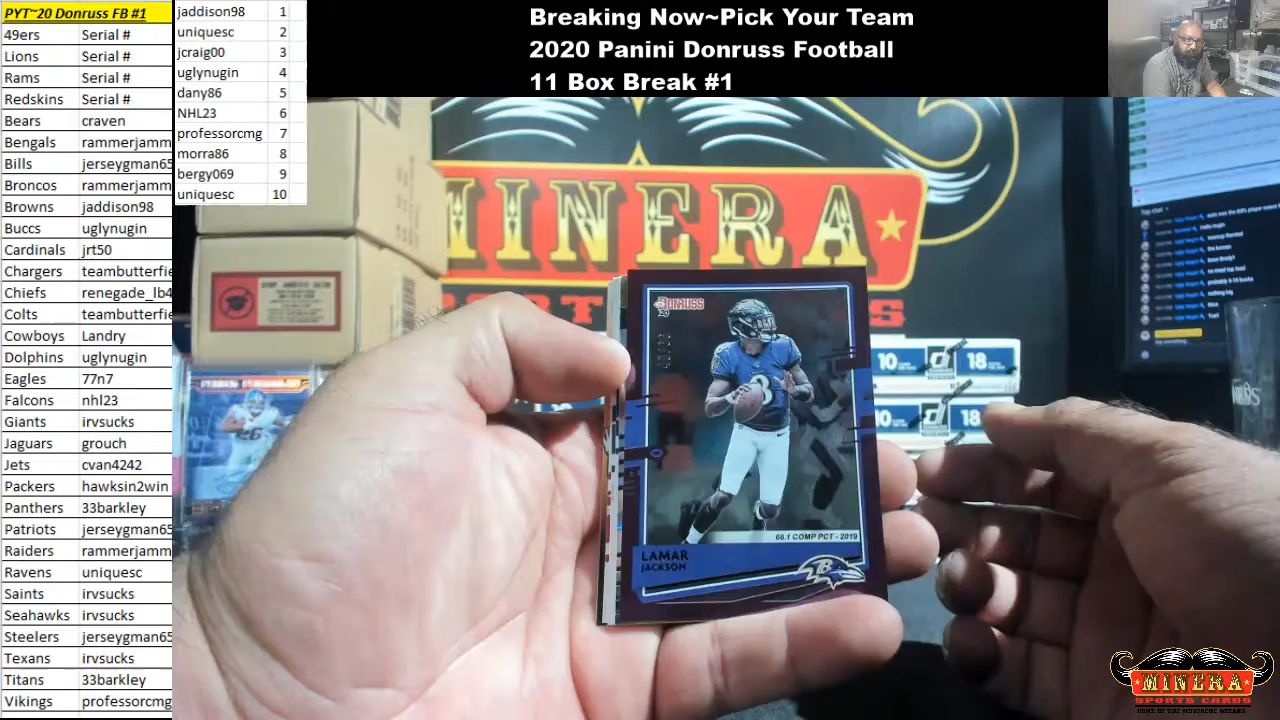 PYT~20 Donruss FB #1
49ers Serial #
Lions Serial #
Rams Serial #
Redskins Serial #
Bears craven
Bengals rammerjamm
Bills jerseygman65
Broncos rammerjamm
Browns jaddison98
Buccs uglynugin
Cardinals jrt50
Chargers teambutterfie
Chiefs renegade_lb4
Colts teambutterfie
Cowboys Landry
Dolphins uglynugin
Eagles 77n7
Falcons nhl23
Giants irvsucks
Jaguars grouch
Jets cvan4242
Packers hawksin2win
Panthers 33barkley
Patriots jerseygman65
Raiders rammerjamm
Ravens uniquesc
Saints irvsucks
Seahawks irvsucks
Steelers jerseygman65
Texans irvsucks
Titans 33barkley
Vikings professorcmg
jaddison98 1
uniquesc 2
jcraig00 3
uglynugin 4
dany86 5
NHL23 6
professorcmg 7
morra86 8
bergy069 9
uniquesc 10
Breaking Now~Pick Your Team
2020 Panini Donruss Football
11 Box Break #1
MINERA
DONRUSS
20
68.1 COMP PCT - 2019
LAMAR
JACKSON
10 18
10 18
MINERA
SPORTS CARDS
HOME OF THE MUSTACHE BREAKS